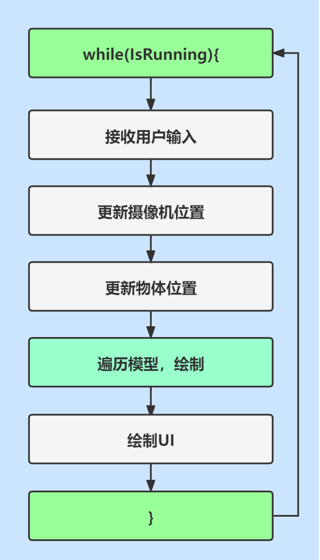 while(IsRunning){
接收用户输入
更新摄像机位置
更新物体位置
遍历模型，绘制
绘制UI
}